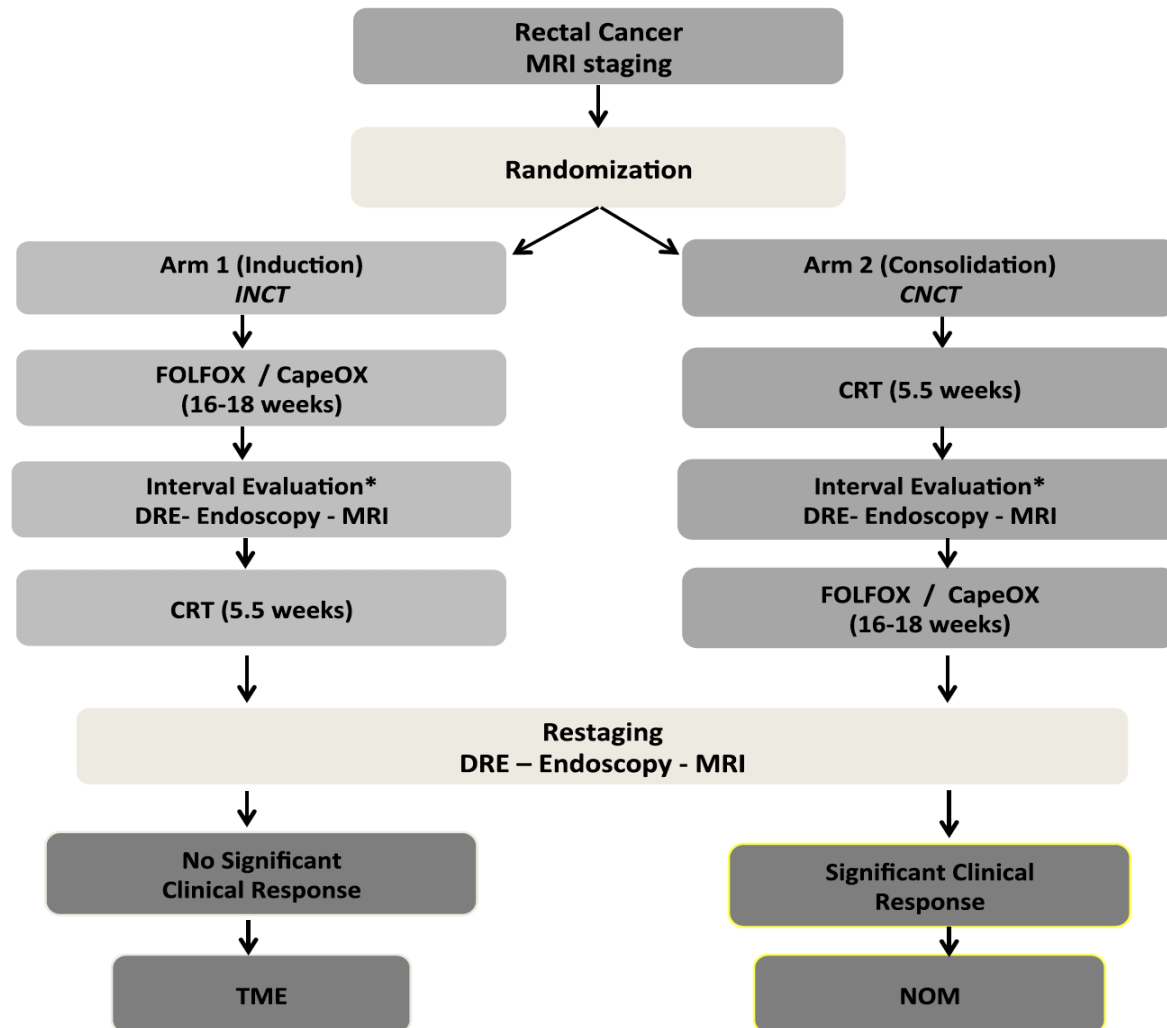 Rectal Cancer
MRI staging
Randomization
Arm 1 (Induction)
INCT
Arm 2 (Consolidation)
CNCT
FOLFOX / CapeOX
(16-18 weeks)
CRT (5.5 weeks)
Interval Evaluation*
DRE- Endoscopy - MRI
Interval Evaluation*
DRE- Endoscopy - MRI
CRT (5.5 weeks)
FOLFOX / CapeOX
(16-18 weeks)
Restaging
DRE – Endoscopy - MRI
No Significant
Clinical Response
Significant Clinical
Response
TME
NOM